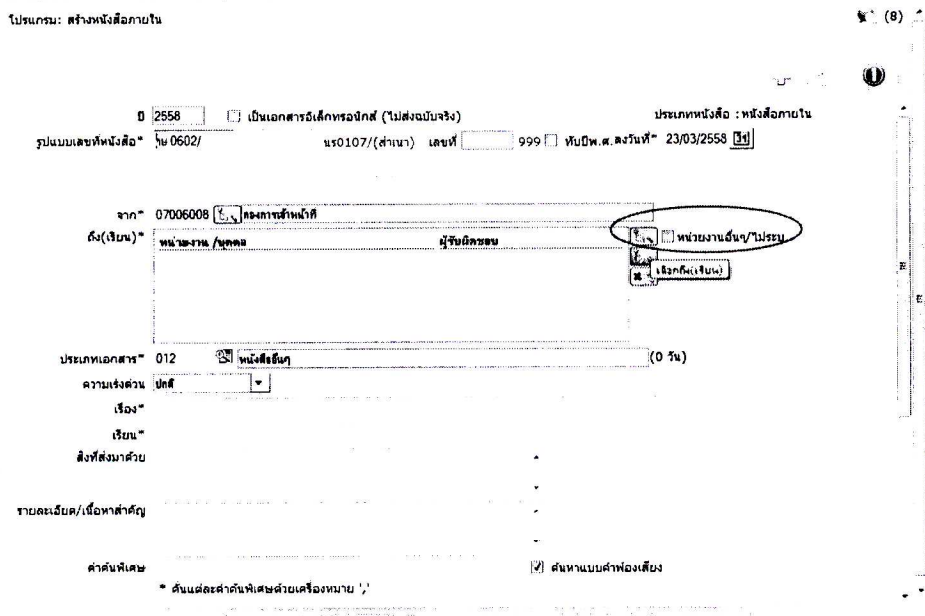 โปรแกรม: สร้างหนังสือภายใน (8)
ปี 2558 เป็นเอกสารอิเล็กทรอนิกส์ (ไม่ส่งฉบับจริง) ประเภทหนังสือ : หนังสือภายใน
รูปแบบเลขที่หนังสือ* 0602/ นร0107/(สำเนา) เลขที่ 999 ทับปีพ.ศ. ลงวันที่* 23/03/2558 31
จาก* 07006008 กองการเจ้าหน้าที่
ถึง(เรียน)* หน่วยงาน /บุคคล ผู้รับผิดชอบ หน่วยงานอื่นๆ/ไม่ระบุ
เลือกถึง(เรียน)
ประเภทเอกสาร* 012 หนังสืออื่นๆ (0 วัน)
ความเร่งด่วน ปกติ
เรื่อง*
เรียน*
สิ่งที่ส่งมาด้วย
รายละเอียด/เนื้อหาสำคัญ
คำค้นพิเศษ ค้นหาแบบคำพ้องเสียง
* คั่นแต่ละคำค้นพิเศษด้วยเครื่องหมาย ','